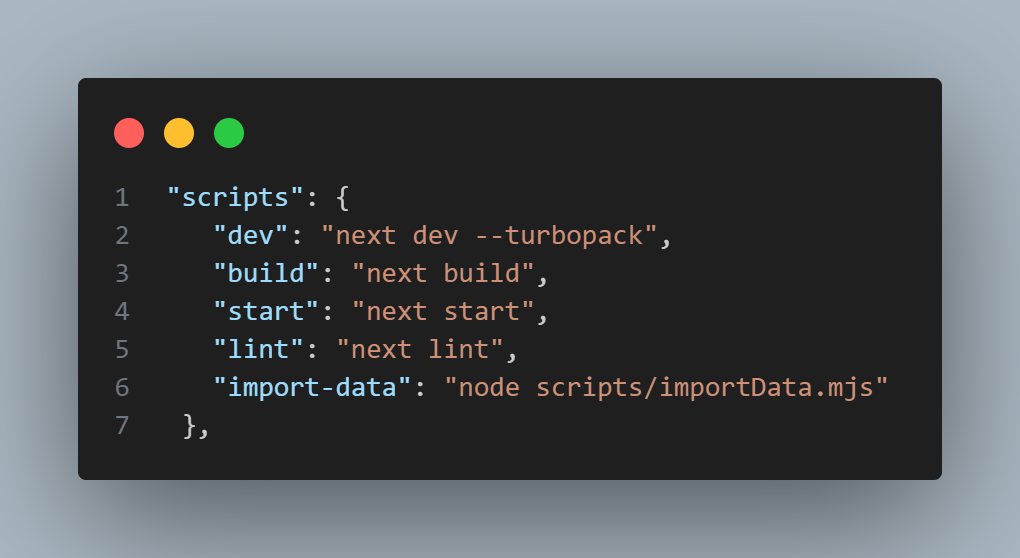 1 "scripts": {
2 "dev": "next dev --turbopack",
3 "build": "next build",
4 "start": "next start",
5 "lint": "next lint",
6 "import-data": "node scripts/importData.mjs"
7 },